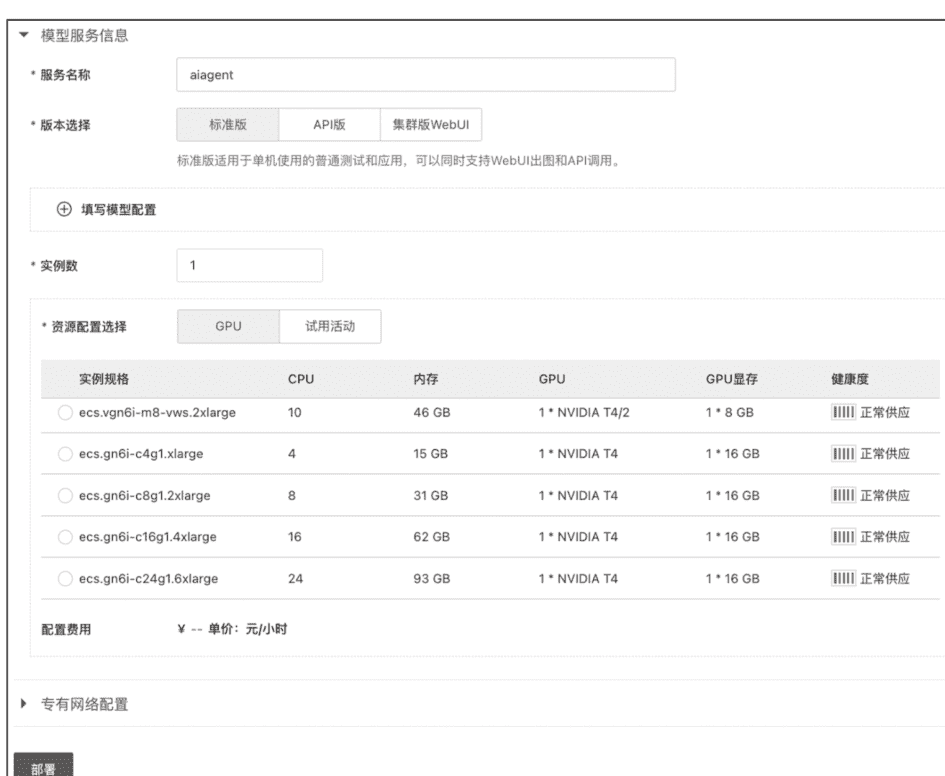 模型服务信息
* 服务名称 aiagent
* 版本选择 标准版 API版 集群版WebUI
标准版适用于单机使用的普通测试和应用，可以同时支持WebUI出图和API调用。
填写模型配置
* 实例数 1
* 资源配置选择 GPU 试用活动
实例规格 CPU 内存 GPU GPU显存 健康度
ecs.vgn6i-m8-vws.2xlarge 10 46 GB 1 * NVIDIA T4/2 1 * 8 GB 正常供应
ecs.gn6i-c4g1.xlarge 4 15 GB 1 * NVIDIA T4 1 * 16 GB 正常供应
ecs.gn6i-c8g1.2xlarge 8 31 GB 1 * NVIDIA T4 1 * 16 GB 正常供应
ecs.gn6i-c16g1.4xlarge 16 62 GB 1 * NVIDIA T4 1 * 16 GB 正常供应
ecs.gn6i-c24g1.6xlarge 24 93 GB 1 * NVIDIA T4 1 * 16 GB 正常供应
配置费用 ¥ -- 单价：元/小时
专有网络配置
部署